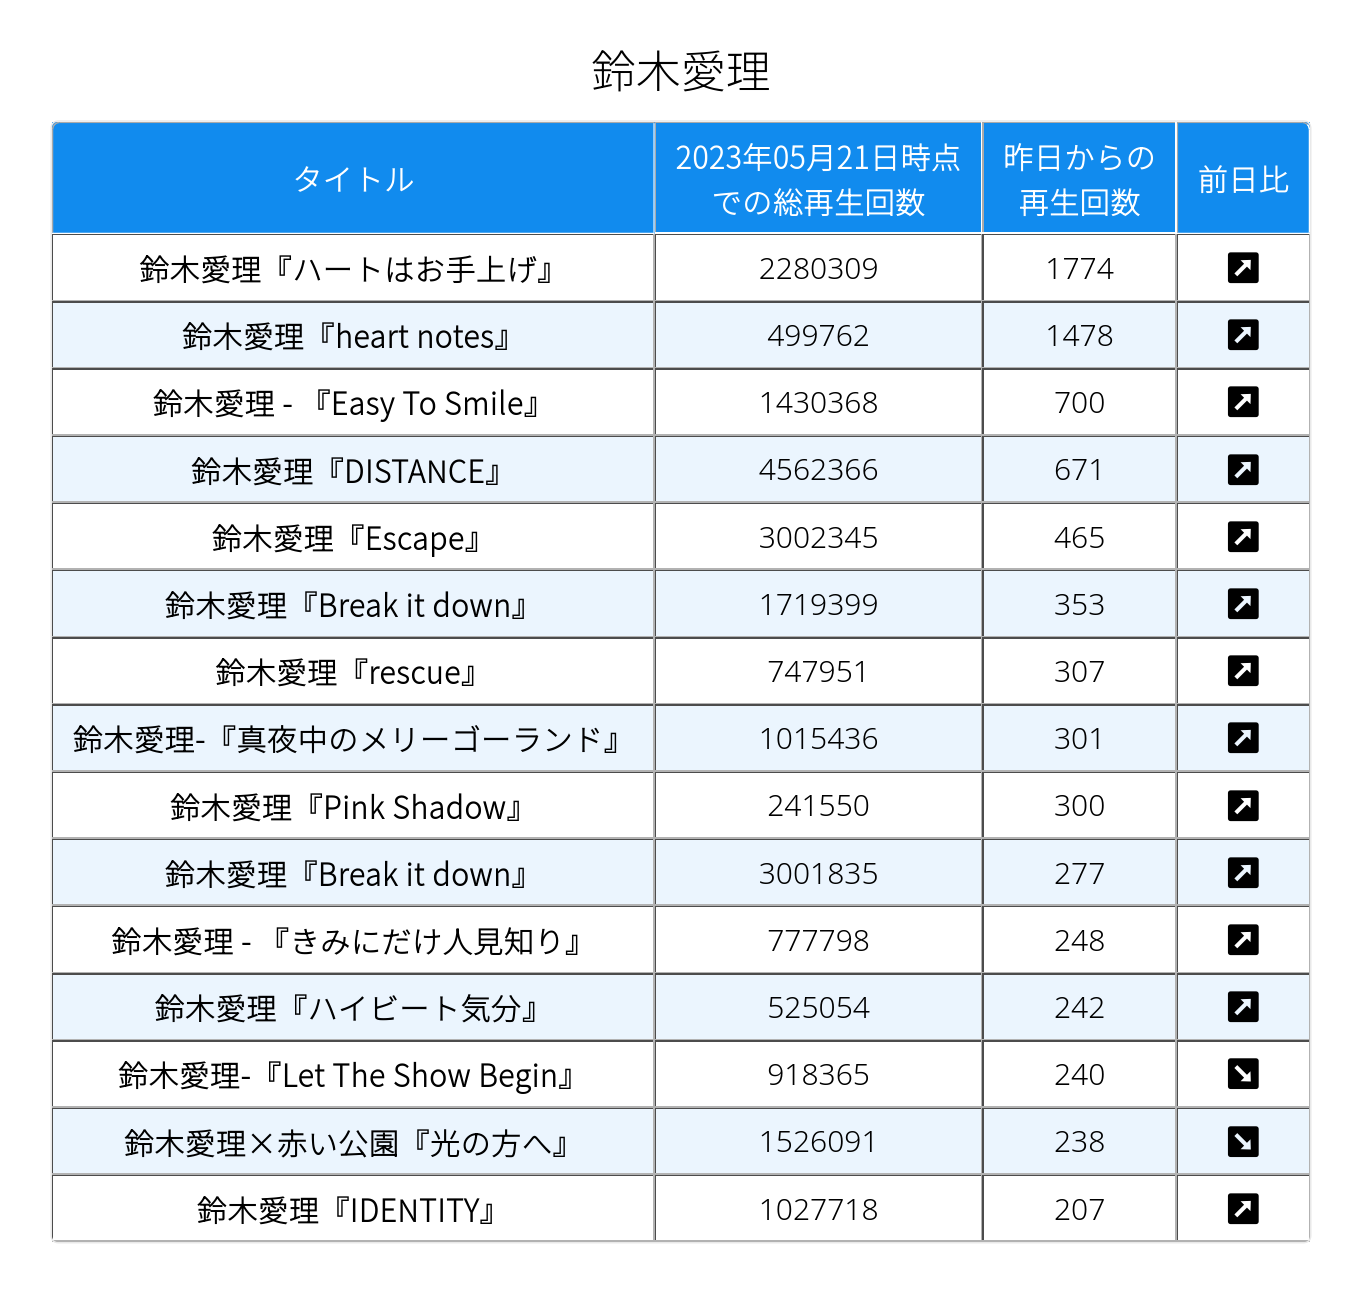 鈴木愛理
タイトル
2023年05月21日時点
での総再生回数
昨日からの
再生回数
前日比
鈴木愛理『ハートはお手上げ』 2280309 1774
鈴木愛理『heart notes』 499762 1478
鈴木愛理 - 『Easy To Smile』 1430368 700
鈴木愛理『DISTANCE』 4562366 671
鈴木愛理『Escape』 3002345 465
鈴木愛理『Break it down』 1719399 353
鈴木愛理『rescue』 747951 307
鈴木愛理-『真夜中のメリーゴーランド』 1015436 301
鈴木愛理『Pink Shadow』 241550 300
鈴木愛理『Break it down』 3001835 277
鈴木愛理 - 『きみにだけ人見知り』 777798 248
鈴木愛理『ハイビート気分』 525054 242
鈴木愛理-『Let The Show Begin』 918365 240
鈴木愛理×赤い公園『光の方へ』 1526091 238
鈴木愛理『IDENTITY』 1027718 207